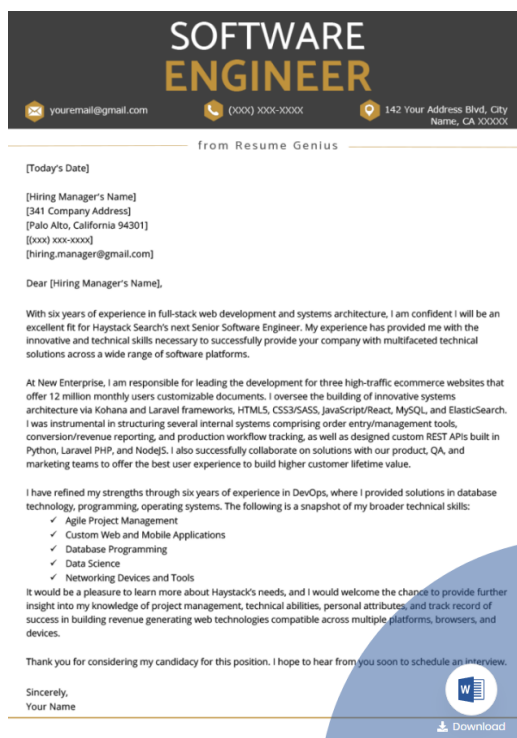 SOFTWARE
ENGINEER
youremail@gmail.com
(XXX) XXX-XXXX
142 Your Address Blvd, City
Name, CA XXXXX
from Resume Genius
[Today's Date]
[Hiring Manager's Name]
[341 Company Address]
[Palo Alto, California 94301]
[(xxx) xxx-xxxx]
[hiring.manager@gmail.com]
Dear [Hiring Manager's Name],
With six years of experience in full-stack web development and systems architecture, I am confident I will be an
excellent fit for Haystack Search's next Senior Software Engineer. My experience has provided me with the
innovative and technical skills necessary to successfully provide your company with multifaceted technical
solutions across a wide range of software platforms.
At New Enterprise, I am responsible for leading the development for three high-traffic ecommerce websites that
offer 12 million monthly users customizable documents. I oversee the building of innovative systems
architecture via Kohana and Laravel frameworks, HTML5, CSS3/SASS, JavaScript/React, MySQL, and ElasticSearch.
I was instrumental in structuring several internal systems comprising order entry/management tools,
conversion/revenue reporting, and production workflow tracking, as well as designed custom REST APIs built in
Python, Laravel PHP, and NodeJS. I also successfully collaborate on solutions with our product, QA, and
marketing teams to offer the best user experience to build higher customer lifetime value.
I have refined my strengths through six years of experience in DevOps, where I provided solutions in database
technology, programming, operating systems. The following is a snapshot of my broader technical skills:
✓ Agile Project Management
✓ Custom Web and Mobile Applications
✓ Database Programming
✓ Data Science
✓ Networking Devices and Tools
It would be a pleasure to learn more about Haystack's needs, and I would welcome the chance to provide further
insight into my knowledge of project management, technical abilities, personal attributes, and track record of
success in building revenue generating web technologies compatible across multiple platforms, browsers, and
devices.
Thank you for considering my candidacy for this position. I hope to hear from you soon to schedule an interview.
Sincerely,
Your Name
W
Download